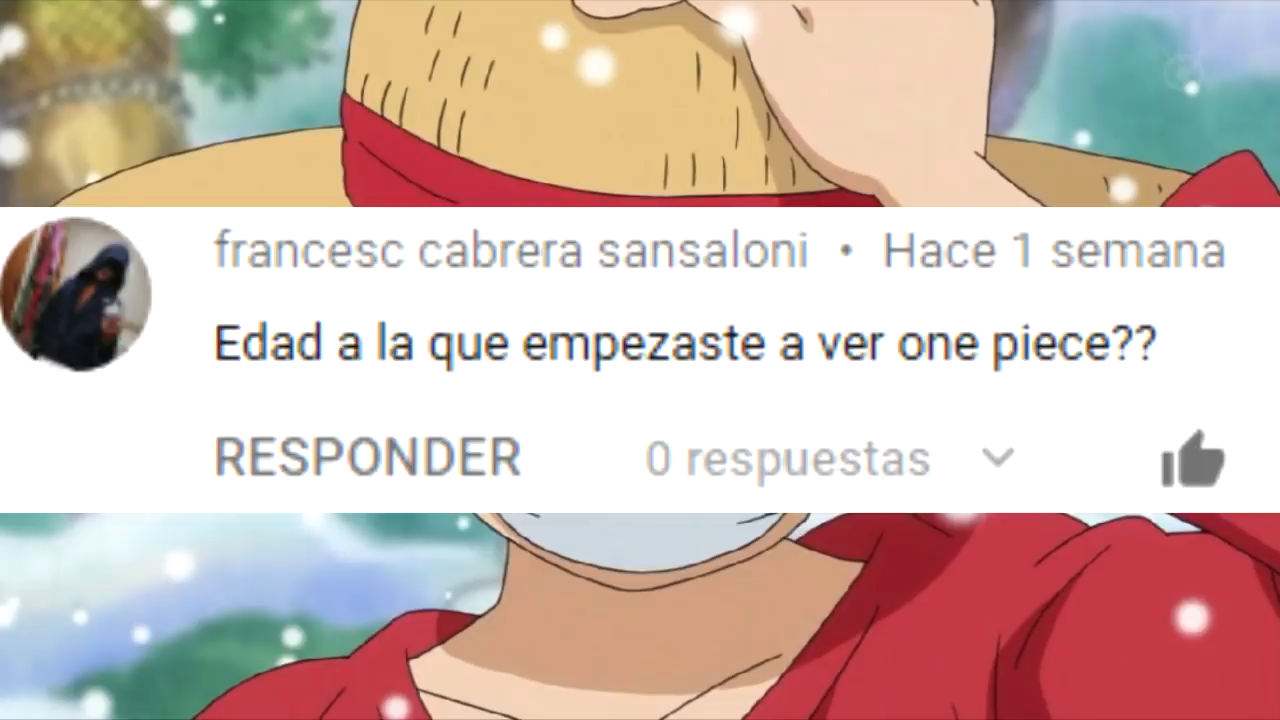 francesc cabrera sansaloni • Hace 1 semana
Edad a la que empezaste a ver one piece??
RESPONDER 0 respuestas